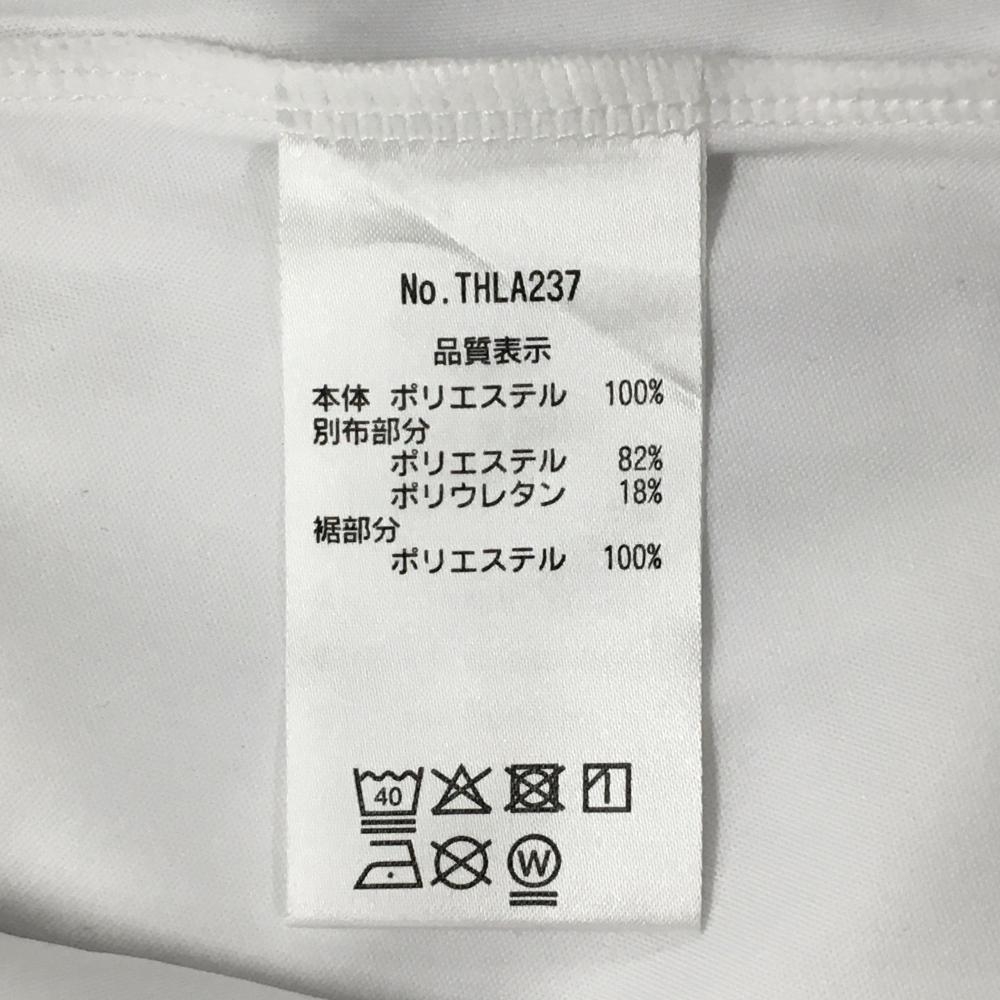 No.THLA237
品質表示
本体 ポリエステル 100%
別布部分
ポリエステル 82%
ポリウレタン 18%
裾部分
ポリエステル 100%
40
W